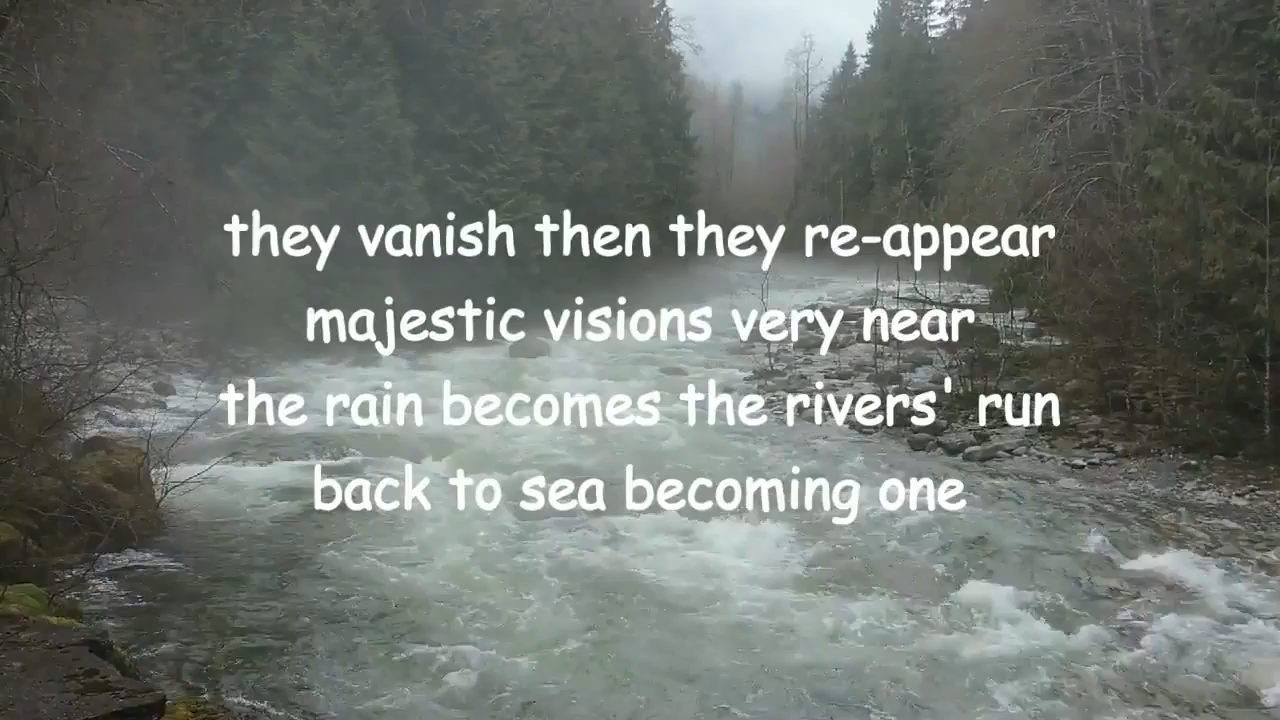 they vanish then they re-appear
majestic visions very near
the rain becomes the rivers' run
back to sea becoming one